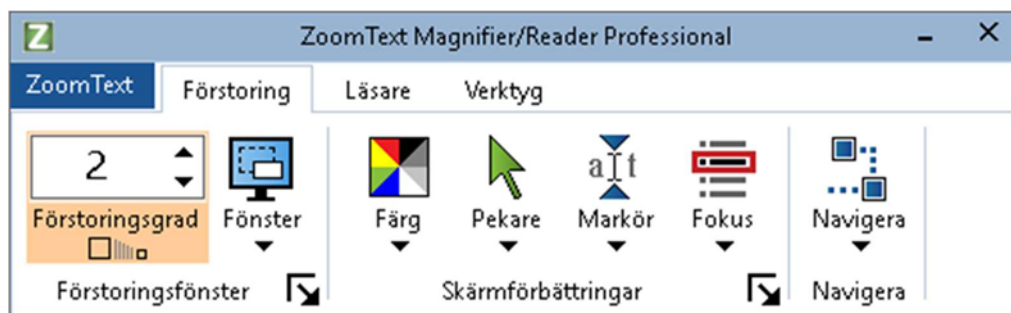 Z ZoomText Magnifier/Reader Professional
ZoomText Förstoring Läsare Verktyg
2
Förstoringsgrad Fönster Färg Pekare Markör Fokus Navigera
Förstoringsfönster Skärmförbättringar Navigera